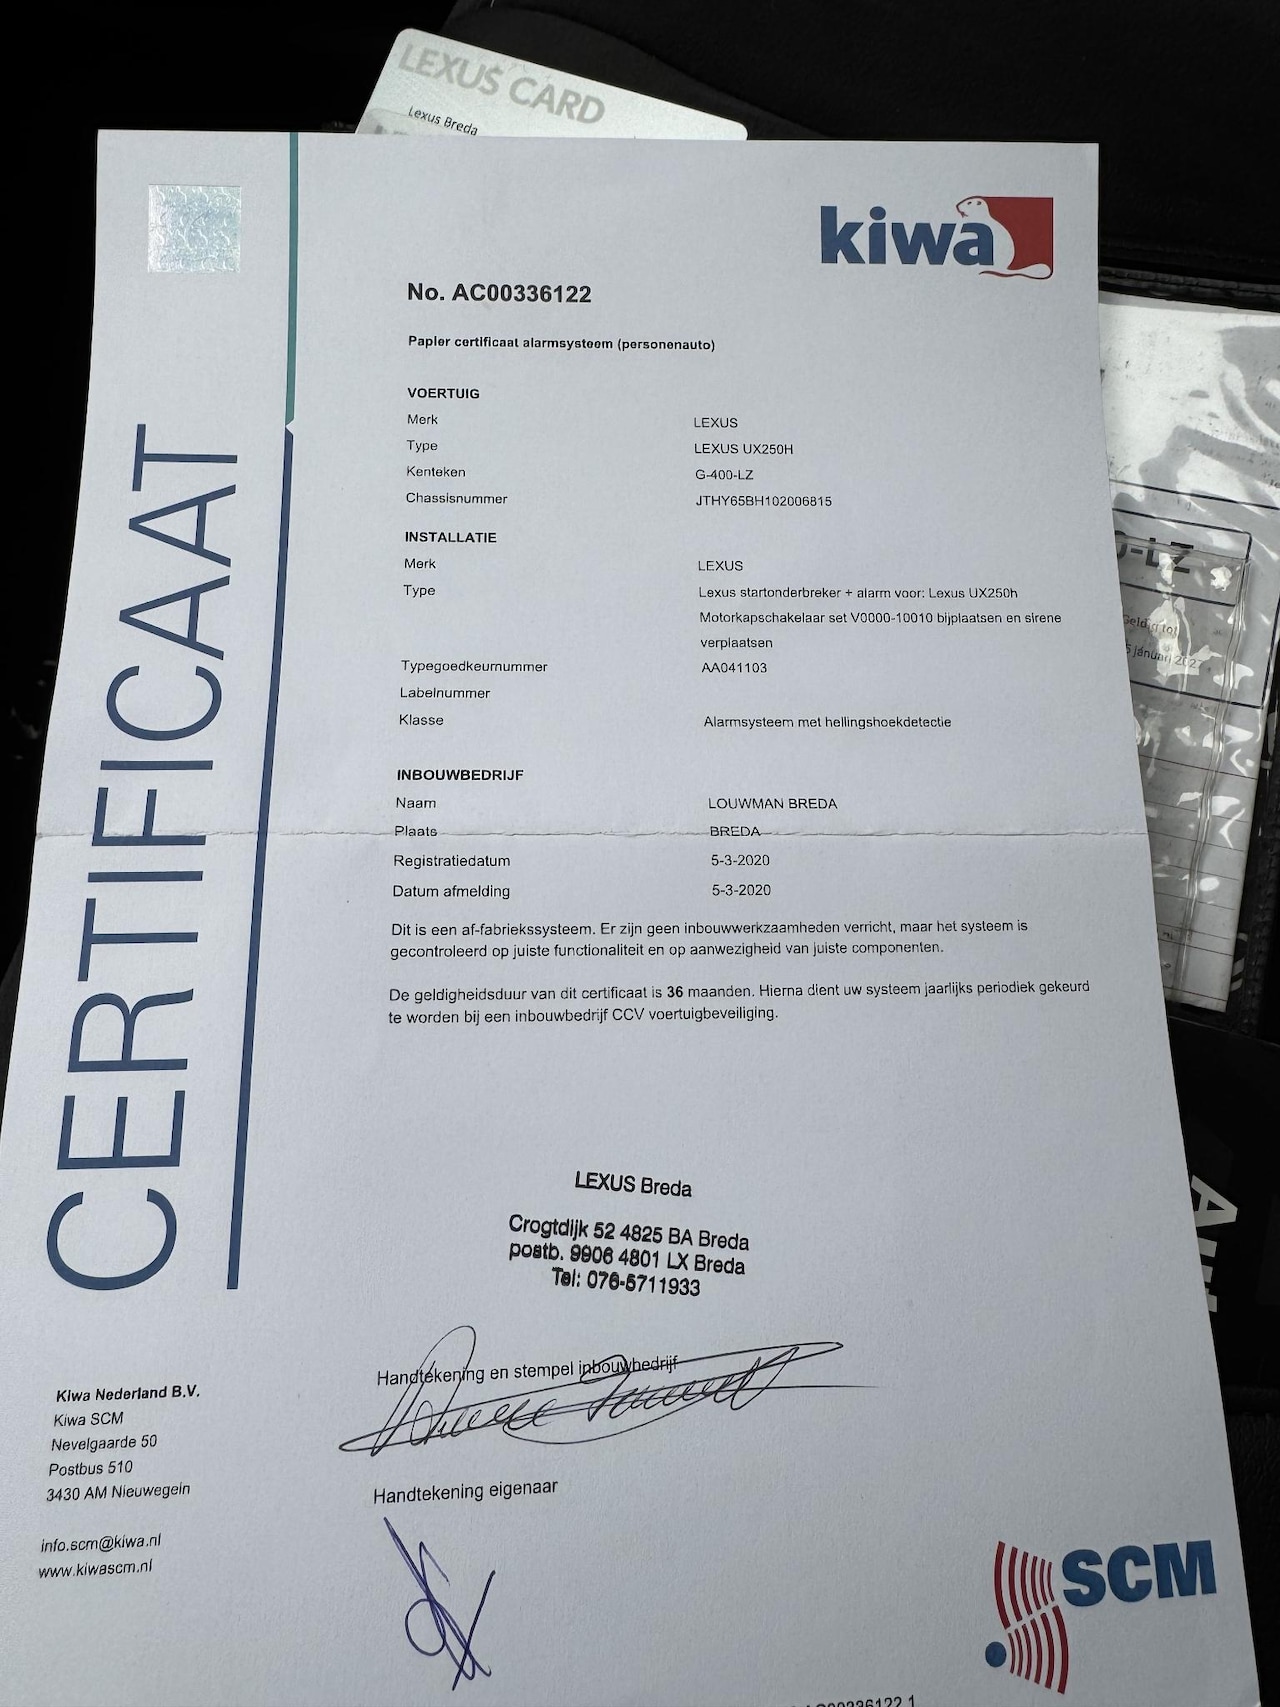 LEXUS CARD
Lexus Breda
kiwa
No. AC00336122
Papier certificaat alarmsysteem (personenauto)
VOERTUIG
Merk LEXUS
Type LEXUS UX250H
Kenteken G-400-LZ
Chassisnummer JTHY65BH102006815
INSTALLATIE
Merk LEXUS
Type Lexus startonderbreker + alarm voor: Lexus UX250h
Motorkapschakelaar set V0000-10010 bijplaatsen en sirene
verplaatsen
Typegoedkeurnummer AA041103
Labelnummer
Klasse Alarmsysteem met hellingshoekdetectie
INBOUWBEDRIJF
Naam LOUWMAN BREDA
Plaats BREDA
Registratiedatum 5-3-2020
Datum afmelding 5-3-2020
Dit is een af-fabriekssysteem. Er zijn geen inbouwwerkzaamheden verricht, maar het systeem is
gecontroleerd op juiste functionaliteit en op aanwezigheid van juiste componenten.
De geldigheidsduur van dit certificaat is 36 maanden. Hierna dient uw systeem jaarlijks periodiek gekeurd
te worden bij een inbouwbedrijf CCV voertuigbeveiliging.
CERTIFICAAT
LEXUS Breda
Crogtdijk 52 4825 BA Breda
postb. 9906 4801 LX Breda
Tel: 076-5711933
Handtekening en stempel inbouwbedrijf
Handtekening eigenaar
Kiwa Nederland B.V.
Kiwa SCM
Nevelgaarde 50
Postbus 510
3430 AM Nieuwegein
info.scm@kiwa.nl
www.kiwascm.nl
SCM
AC00336122.1
-LZ
Geldig tot
januari 2027